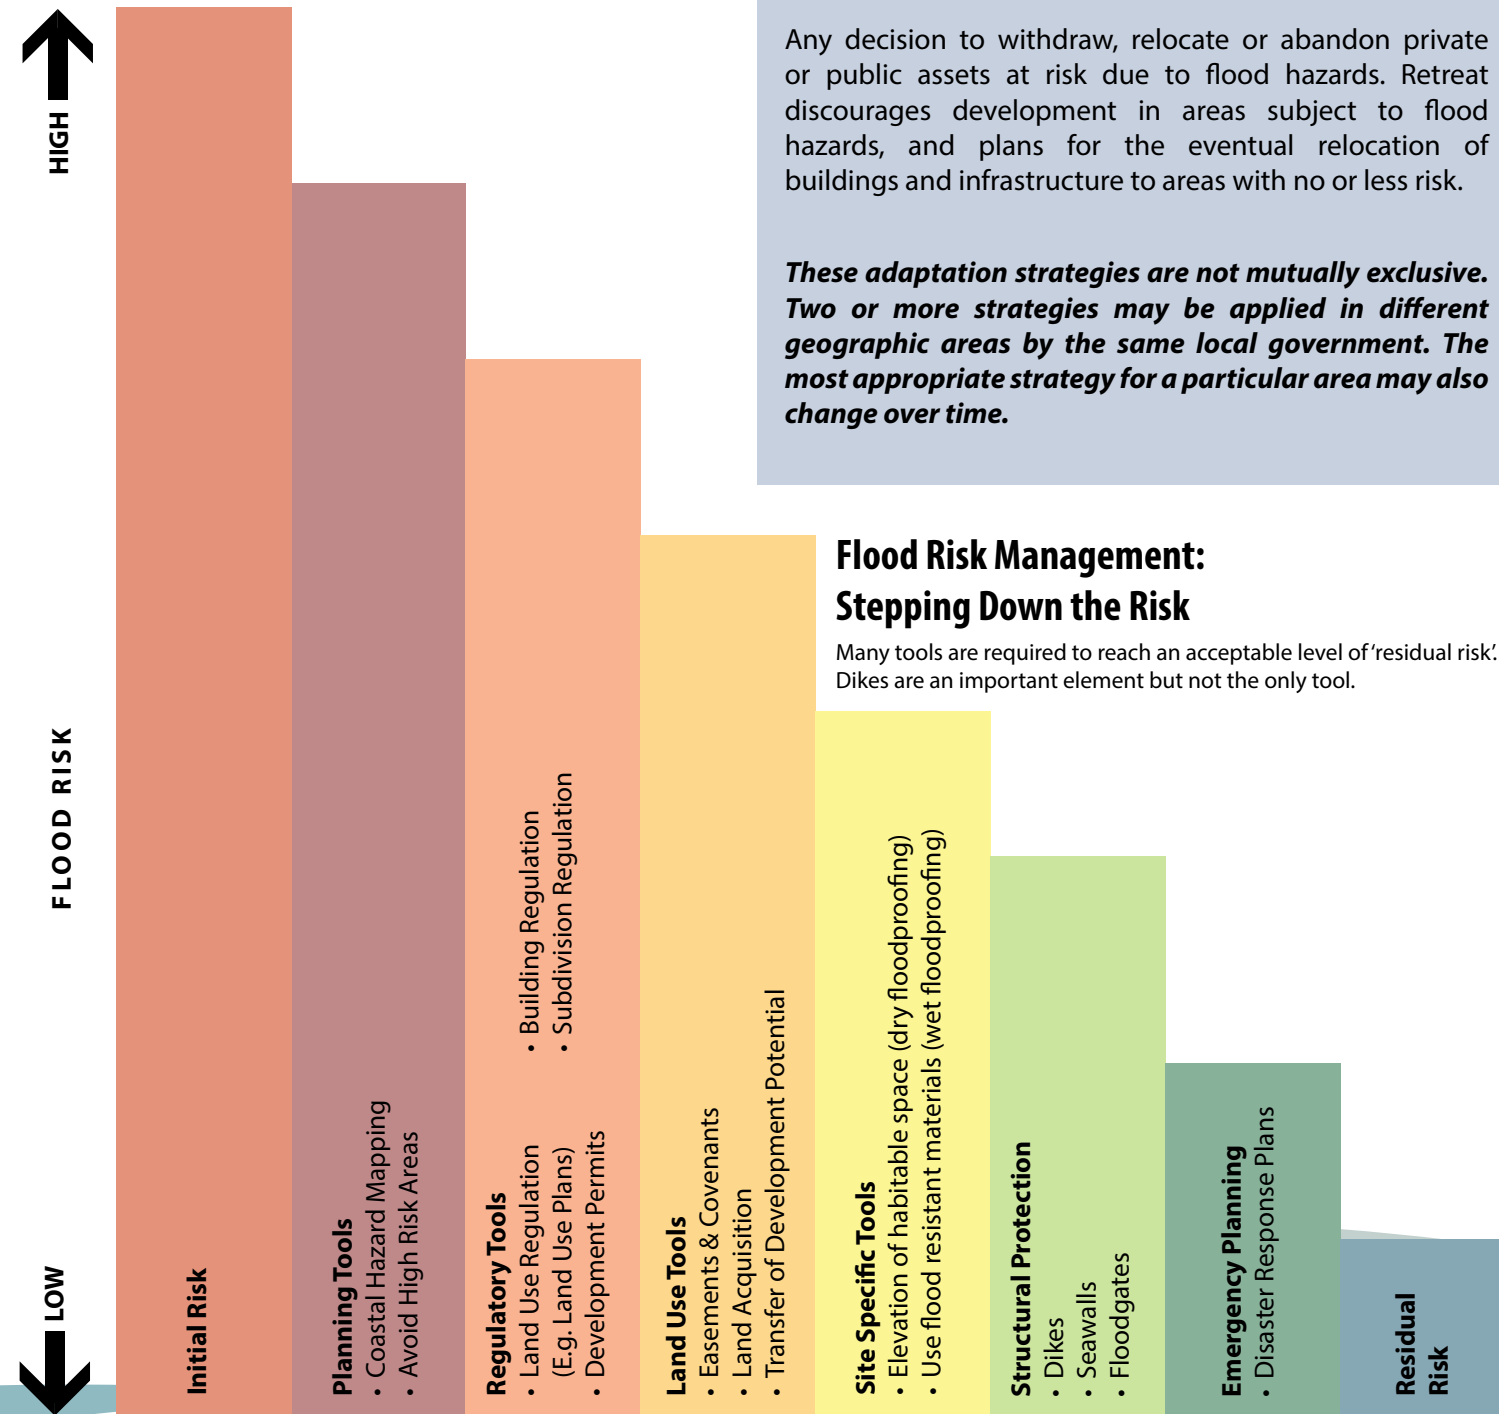 Any decision to withdraw, relocate or abandon private
or public assets at risk due to flood hazards. Retreat
discourages development in areas subject to flood
hazards, and plans for the eventual relocation of
buildings and infrastructure to areas with no or less risk.
These adaptation strategies are not mutually exclusive.
Two or more strategies may be applied in different
geographic areas by the same local government. The
most appropriate strategy for a particular area may also
change over time.
Flood Risk Management:
Stepping Down the Risk
Many tools are required to reach an acceptable level of 'residual risk'.
Dikes are an important element but not the only tool.
HIGH
FLOOD RISK
LOW
Initial Risk
Planning Tools
• Coastal Hazard Mapping
• Avoid High Risk Areas
Regulatory Tools
• Land Use Regulation
(E.g. Land Use Plans)
• Development Permits
• Building Regulation
• Subdivision Regulation
Land Use Tools
• Easements & Covenants
• Land Acquisition
• Transfer of Development Potential
Site Specific Tools
• Elevation of habitable space (dry floodproofing)
• Use flood resistant materials (wet floodproofing)
Structural Protection
• Dikes
• Seawalls
• Floodgates
Emergency Planning
• Disaster Response Plans
Residual
Risk